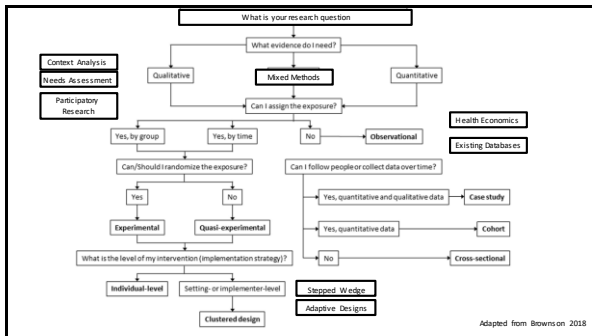 What is your research question
What evidence do I need?
Context Analysis
Needs Assessment
Participatory
Research
Qualitative
Mixed Methods
Quantitative
Can I assign the exposure?
Health Economics
Existing Databases
Yes, by group
Yes, by time
No
Observational
Can/Should I randomize the exposure?
Can I follow people or collect data over time?
Yes
No
Yes, quantitative and qualitative data
Case study
Experimental
Quasi-experimental
Yes, quantitative data
Cohort
What is the level of my intervention (implementation strategy)?
No
Cross-sectional
Individual-level
Setting- or implementer-level
Stepped Wedge
Adaptive Designs
Clustered design
Adapted from Brownson 2018